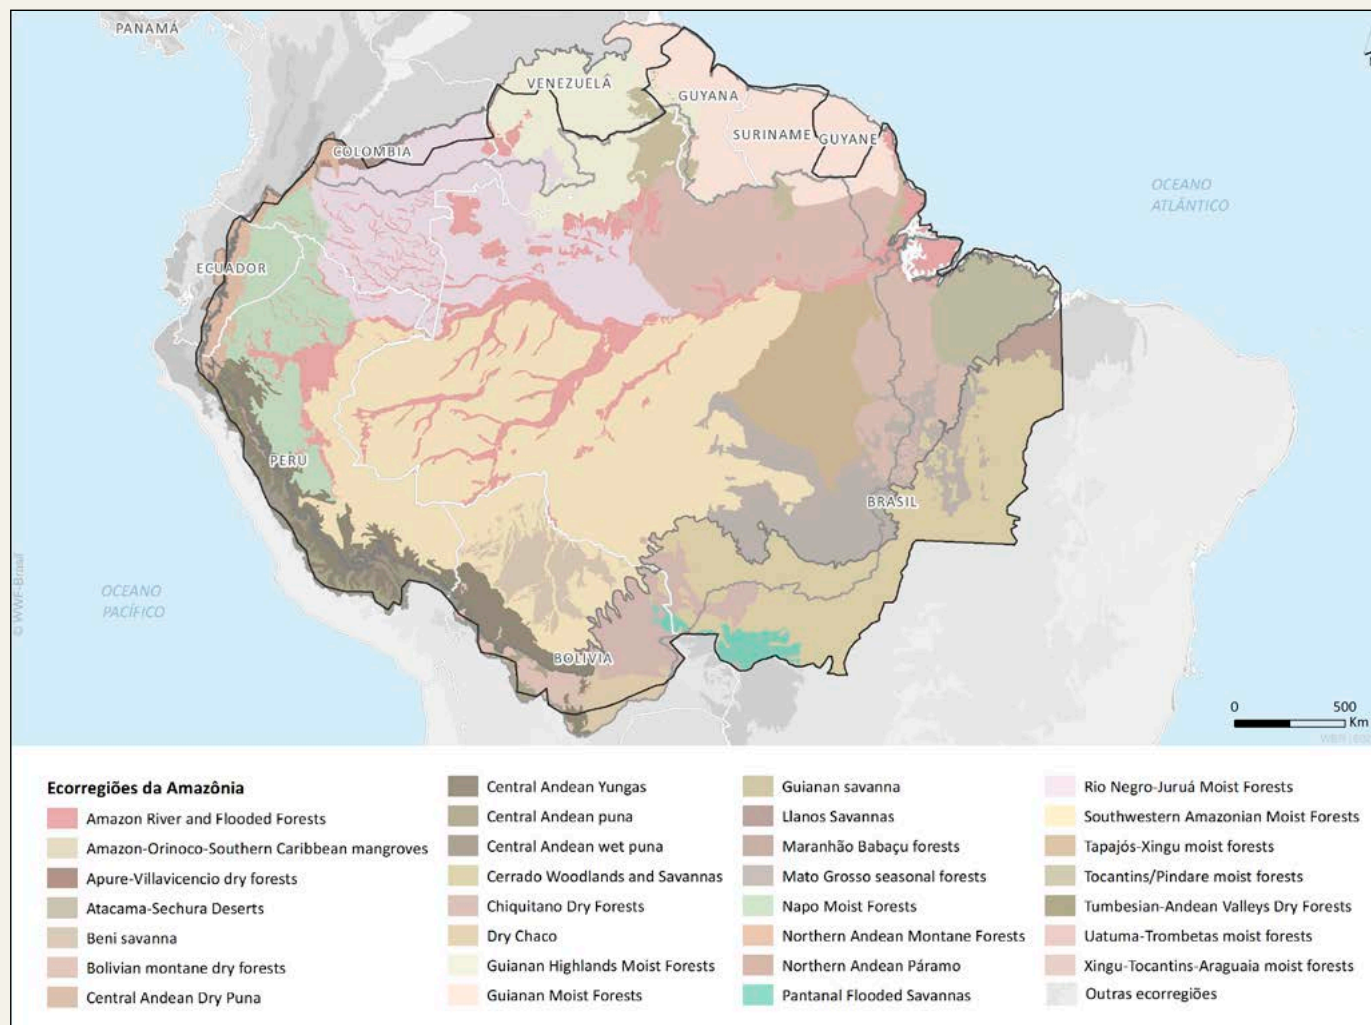 PANAMÁ
VENEZUELA
GUYANA
SURINAME
GUYANE
COLOMBIA
OCEANO
ATLÂNTICO
ECUADOR
PERU
BRASIL
OCEANO
PACÍFICO
BOLIVIA
© WWF-Brasil
0 500
Km
Ecorregiões da Amazônia
Amazon River and Flooded Forests
Amazon-Orinoco-Southern Caribbean mangroves
Apure-Villavicencio dry forests
Atacama-Sechura Deserts
Beni savanna
Bolivian montane dry forests
Central Andean Dry Puna
Central Andean Yungas
Central Andean puna
Central Andean wet puna
Cerrado Woodlands and Savannas
Chiquitano Dry Forests
Dry Chaco
Guianan Highlands Moist Forests
Guianan Moist Forests
Guianan savanna
Llanos Savannas
Maranhão Babaçu forests
Mato Grosso seasonal forests
Napo Moist Forests
Northern Andean Montane Forests
Northern Andean Páramo
Pantanal Flooded Savannas
Rio Negro-Juruá Moist Forests
Southwestern Amazonian Moist Forests
Tapajós-Xingu moist forests
Tocantins/Pindare moist forests
Tumbesian-Andean Valleys Dry Forests
Uatuma-Trombetas moist forests
Xingu-Tocantins-Araguaia moist forests
Outras ecorregiões